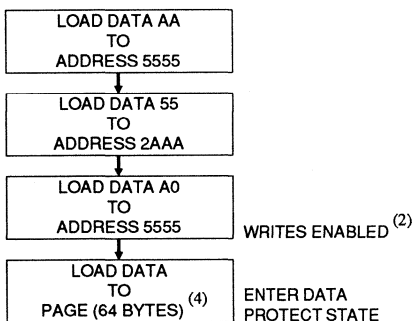 LOAD DATA AA
TO
ADDRESS 5555
LOAD DATA 55
TO
ADDRESS 2AAA
LOAD DATA A0
TO
ADDRESS 5555
WRITES ENABLED (2)
LOAD DATA
TO
PAGE (64 BYTES) (4)
ENTER DATA
PROTECT STATE